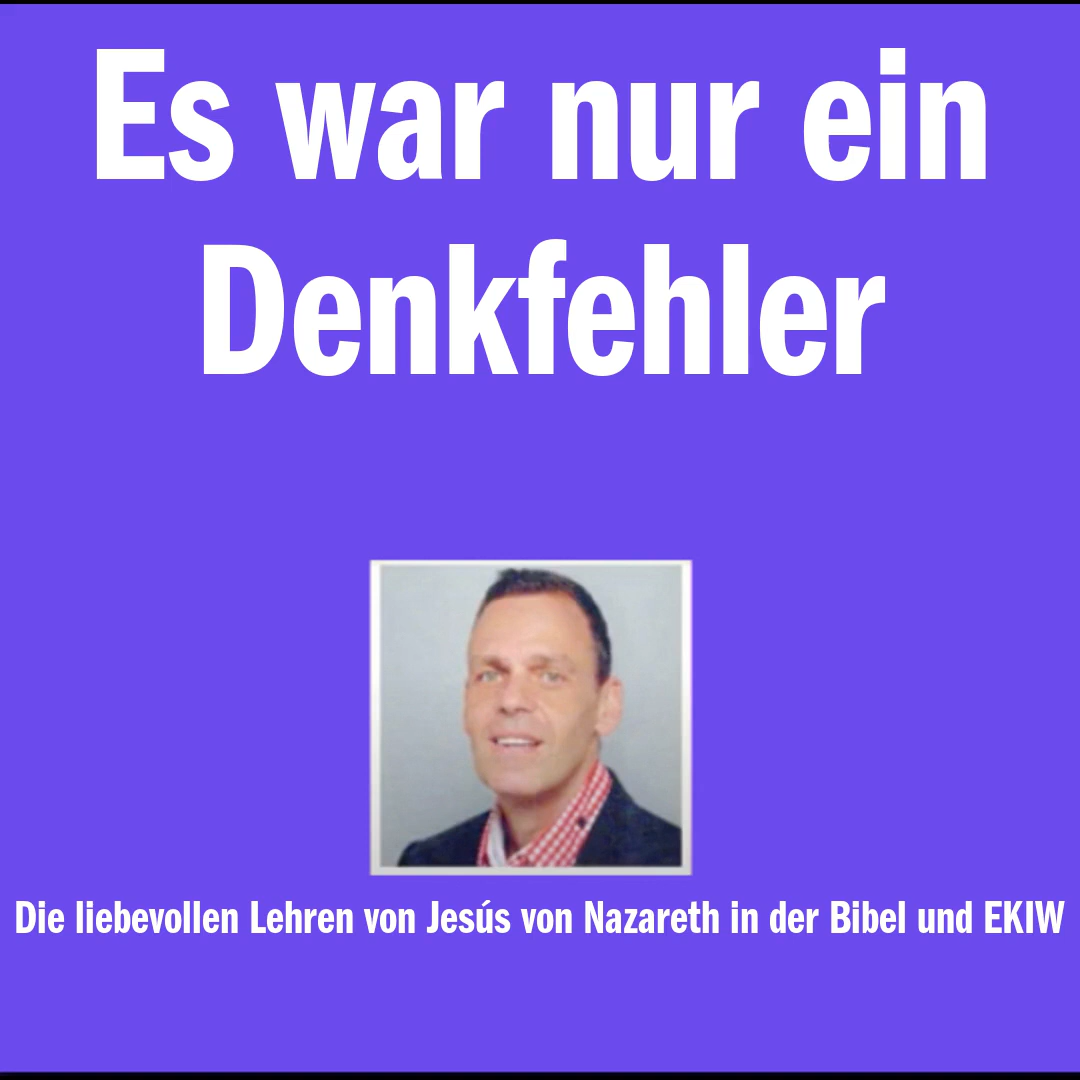 Es war nur ein
Denkfehler
Die liebevollen Lehren von Jesús von Nazareth in der Bibel und EKIW